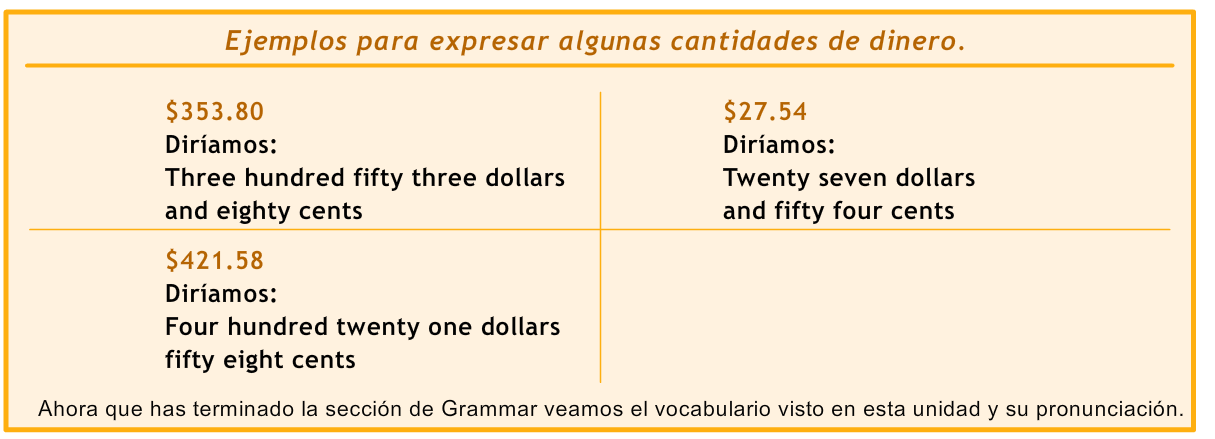 Ejemplos para expresar algunas cantidades de dinero.
$353.80
Diríamos:
Three hundred fifty three dollars
and eighty cents
$27.54
Diríamos:
Twenty seven dollars
and fifty four cents
$421.58
Diríamos:
Four hundred twenty one dollars
fifty eight cents
Ahora que has terminado la sección de Grammar veamos el vocabulario visto en esta unidad y su pronunciación.